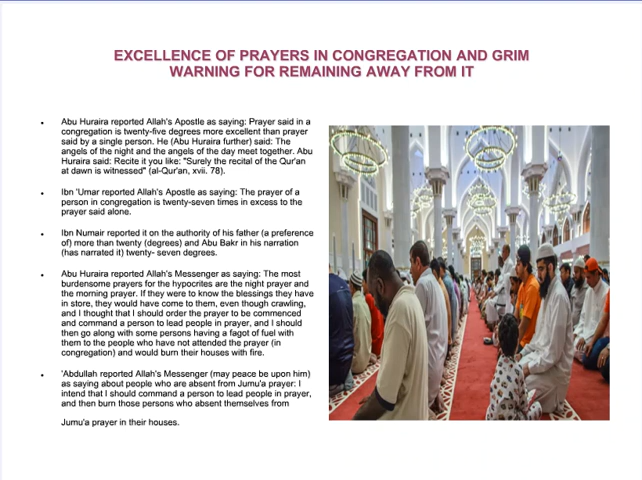 EXCELLENCE OF PRAYERS IN CONGREGATION AND GRIM
WARNING FOR REMAINING AWAY FROM IT
• Abu Huraira reported Allah's Apostle as saying: Prayer said in a
congregation is twenty-five degrees more excellent than prayer
said by a single person. He (Abu Huraira further) said: The
angels of the night and the angels of the day meet together. Abu
Huraira said: Recite it you like: "Surely the recital of the Qur'an
at dawn is witnessed" (al-Qur'an, xvii. 78).
• Ibn 'Umar reported Allah's Apostle as saying: The prayer of a
person in congregation is twenty-seven times in excess to the
prayer said alone.
• Ibn Numair reported it on the authority of his father (a preference
of) more than twenty (degrees) and Abu Bakr in his narration
(has narrated it) twenty- seven degrees.
• Abu Huraira reported Allah's Messenger as saying: The most
burdensome prayers for the hypocrites are the night prayer and
the morning prayer. If they were to know the blessings they have
in store, they would have come to them, even though crawling,
and I thought that I should order the prayer to be commenced
and command a person to lead people in prayer, and I should
then go along with some persons having a fagot of fuel with
them to the people who have not attended the prayer (in
congregation) and would burn their houses with fire.
• 'Abdullah reported Allah's Messenger (may peace be upon him)
as saying about people who are absent from Jumu'a prayer: I
intend that I should command a person to lead people in prayer,
and then burn those persons who absent themselves from
Jumu'a prayer in their houses.